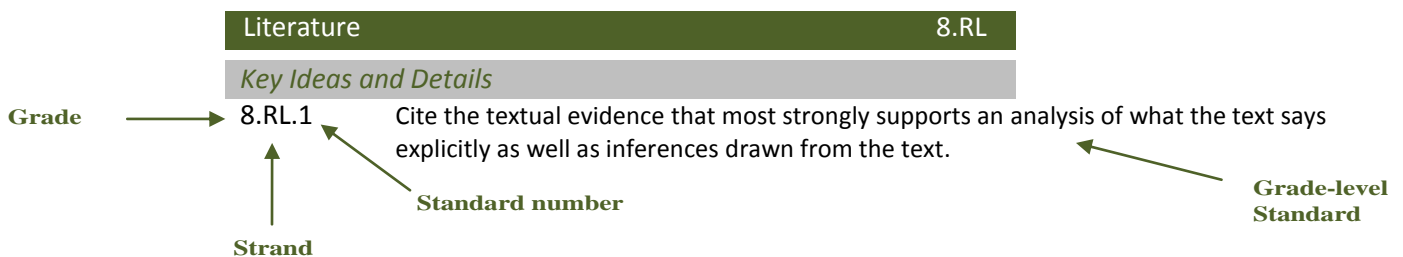 Literature 8.RL
Key Ideas and Details
Grade 8.RL.1 Cite the textual evidence that most strongly supports an analysis of what the text says
explicitly as well as inferences drawn from the text.
Standard number
Grade-level
Standard
Strand